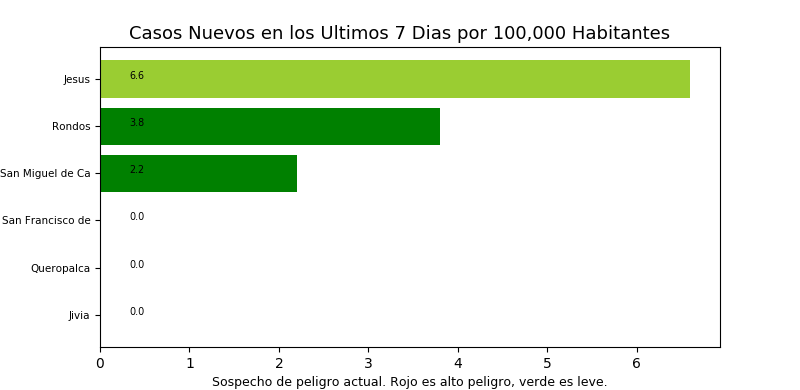 Casos Nuevos en los Ultimos 7 Dias por 100,000 Habitantes
Jesus 6.6
Rondos 3.8
San Miguel de Ca 2.2
San Francisco de 0.0
Queropalca 0.0
Jivia 0.0
0 1 2 3 4 5 6
Sospecho de peligro actual. Rojo es alto peligro, verde es leve.